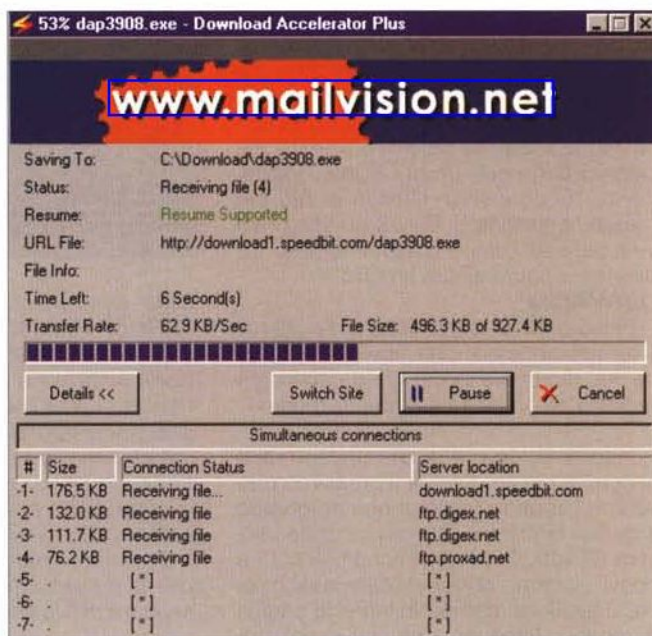 53% dap3908.exe - Download Accelerator Plus
www.mailvision.net
Saving To: C:\Download\dap3908.exe
Status: Receiving file (4)
Resume: Resume Supported
URL File: http://download1.speedbit.com/dap3908.exe
File Info:
Time Left: 6 Second(s)
Transfer Rate: 62.9 KB/Sec File Size: 496.3 KB of 927.4 KB
Details << Switch Site Pause Cancel
Simultaneous connections
# Size Connection Status Server location
-1- 176.5 KB Receiving file... download1.speedbit.com
-2- 132.0 KB Receiving file ftp.digex.net
-3- 111.7 KB Receiving file ftp.digex.net
-4- 76.2 KB Receiving file ftp.proxad.net
-5- . [*] [*]
-6- . [*] [*]
-7- . [*] [*]